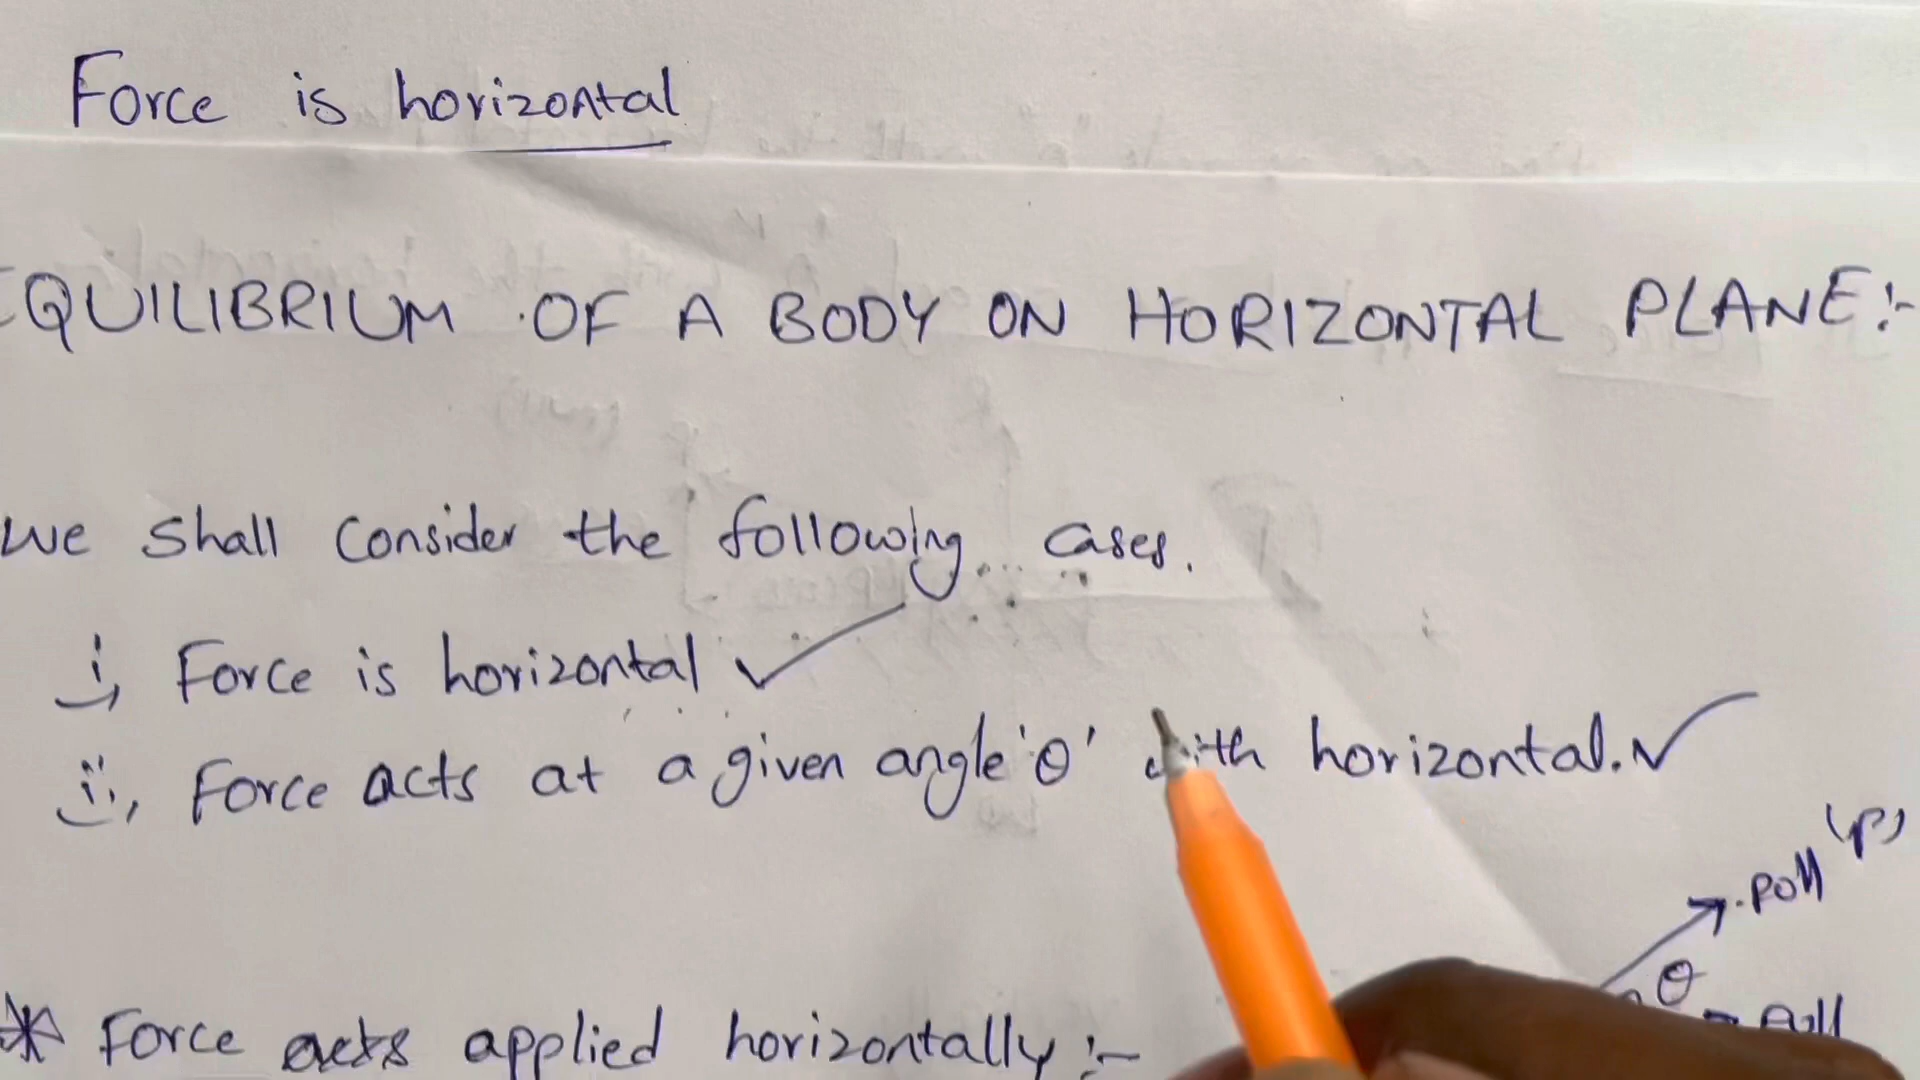 Force is horizontal
EQUILIBRIUM OF A BODY ON HORIZONTAL PLANE:-
We shall consider the following cases.
i, Force is horizontal ✓
ii, Force acts at a given angle 'θ' with horizontal. ✓
(P)
Pull
θ
* Force acts applied horizontally :-